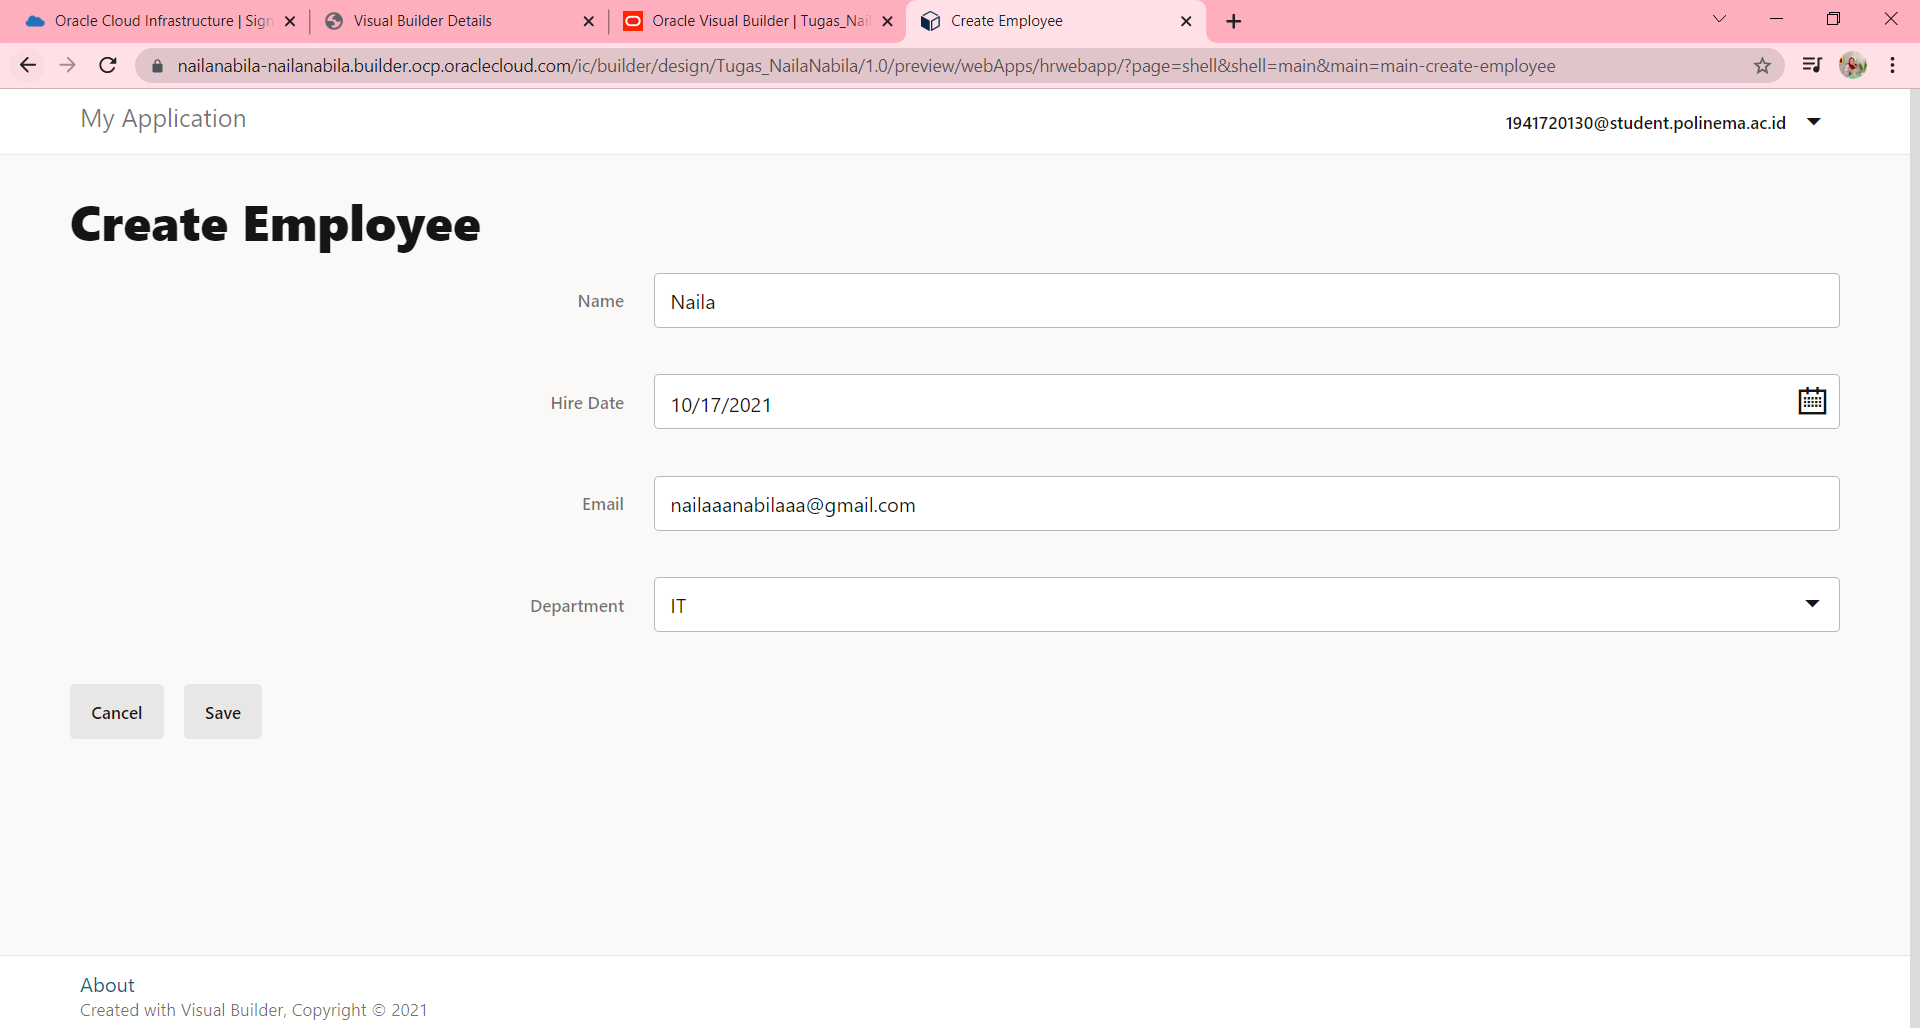 Oracle Cloud Infrastructure | Sign
Visual Builder Details
Oracle Visual Builder | Tugas_Nail
Create Employee
nailanabila-nailanabila.builder.ocp.oraclecloud.com/ic/builder/design/Tugas_NailaNabila/1.0/preview/webApps/hrwebapp/?page=shell&shell=main&main=main-create-employee
My Application
1941720130@student.polinema.ac.id
Create Employee
Name
Naila
Hire Date
10/17/2021
Email
nailaaanabilaaa@gmail.com
Department
IT
Cancel
Save
About
Created with Visual Builder, Copyright © 2021